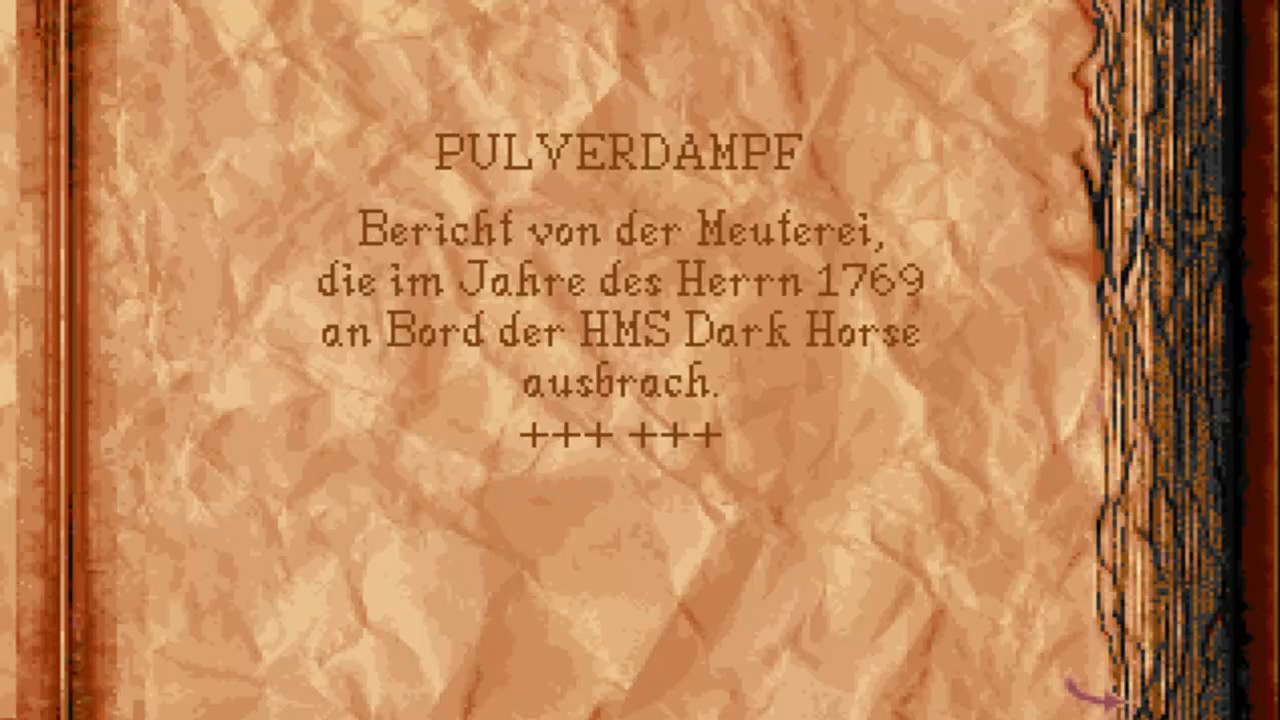 PULVERDAMPF
Bericht von der Meuterei,
die im Jahre des Herrn 1769
an Bord der HMS Dark Horse
ausbrach.
+++ +++